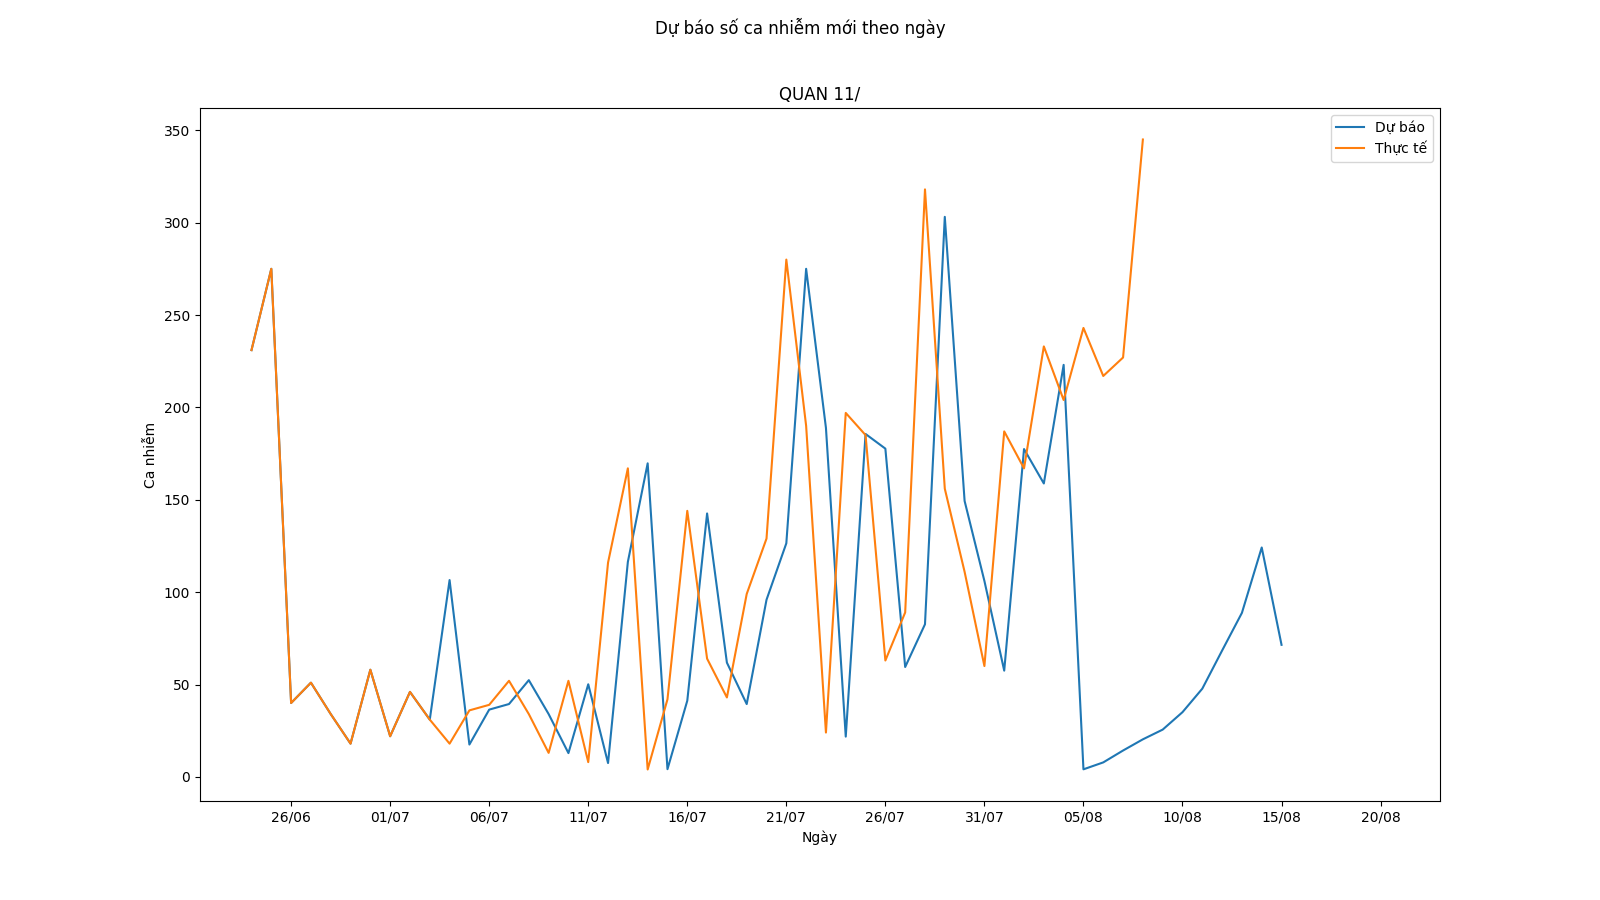 Dự báo số ca nhiễm mới theo ngày
QUAN 11/
Dự báo
Thực tế
350
300
250
200
150
100
50
0
Ca nhiễm
26/06 01/07 06/07 11/07 16/07 21/07 26/07 31/07 05/08 10/08 15/08 20/08
Ngày